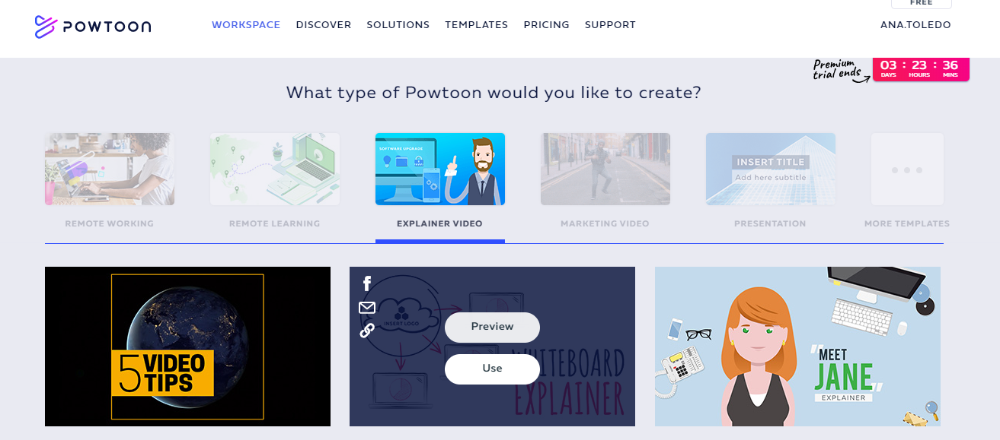 FREE
POWTOON
WORKSPACE DISCOVER SOLUTIONS TEMPLATES PRICING SUPPORT ANA.TOLEDO
Premium
trial ends
03 : 23 : 36
DAYS HOURS MINS
What type of Powtoon would you like to create?
SOFTWARE UPGRADE
INSERT TITLE
Add here subtitle
REMOTE WORKING REMOTE LEARNING EXPLAINER VIDEO MARKETING VIDEO PRESENTATION MORE TEMPLATES
5 VIDEO
TIPS
INSERT LOGO
Preview
Use
WHITEBOARD
EXPLAINER
"MEET
JANE"
EXPLAINER